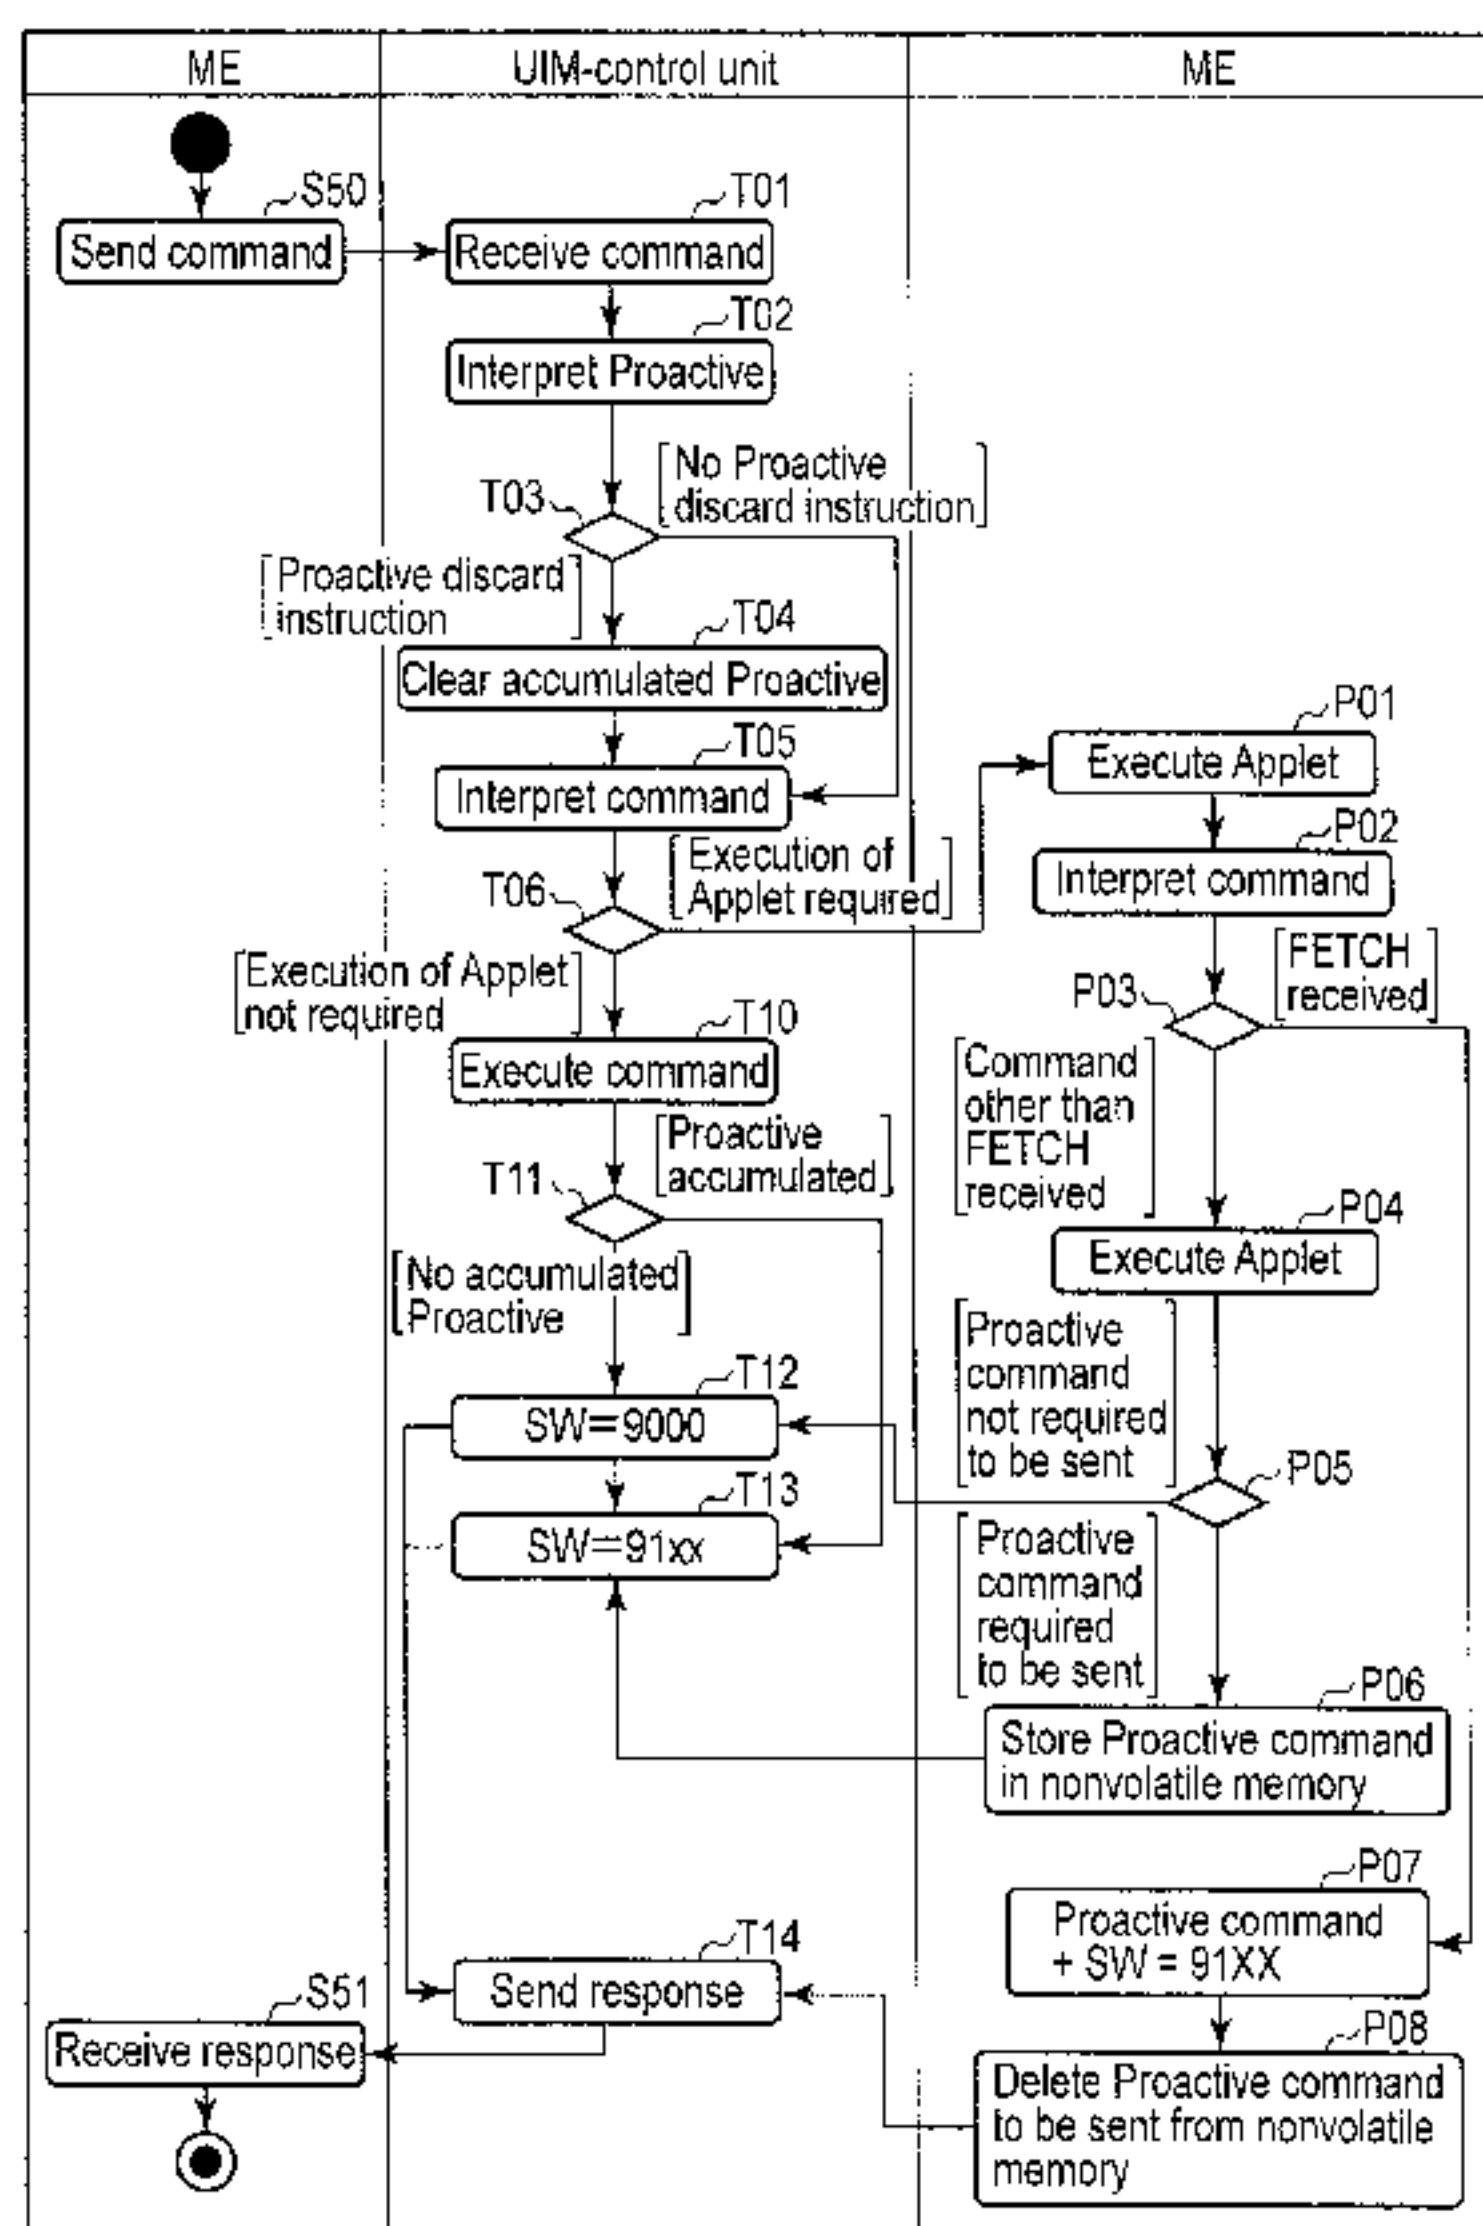 ME
UIM-control unit
ME
S50
Send command
T01
Receive command
T02
Interpret Proactive
T03
No Proactive
discard instruction
Proactive discard
instruction
T04
Clear accumulated Proactive
T05
Interpret command
T06
Execution of
Applet required
Execution of Applet
not required
T10
Execute command
T11
Proactive
accumulated
No accumulated
Proactive
T12
SW=9000
T13
SW=91xx
T14
Send response
S51
Receive response
P01
Execute Applet
P02
Interpret command
P03
FETCH
received
Command
other than
FETCH
received
P04
Execute Applet
Proactive
command
not required
to be sent
P05
Proactive
command
required
to be sent
P06
Store Proactive command
in nonvolatile memory
P07
Proactive command
+ SW = 91XX
P08
Delete Proactive command
to be sent from nonvolatile
memory